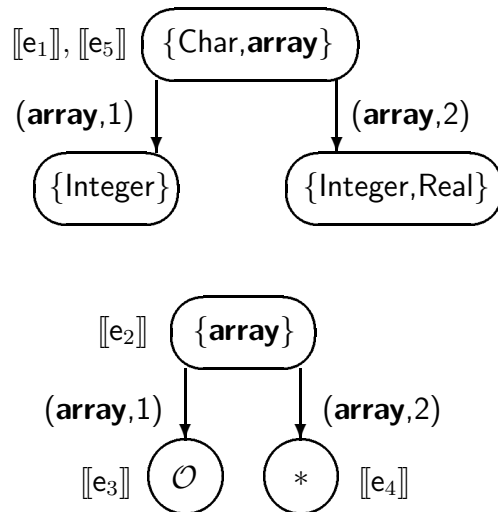 ⟦e₁⟧, ⟦e₅⟧ {Char,array}
(array,1) (array,2)
{Integer} {Integer,Real}
⟦e₂⟧ {array}
(array,1) (array,2)
⟦e₃⟧ 𝒪 * ⟦e₄⟧